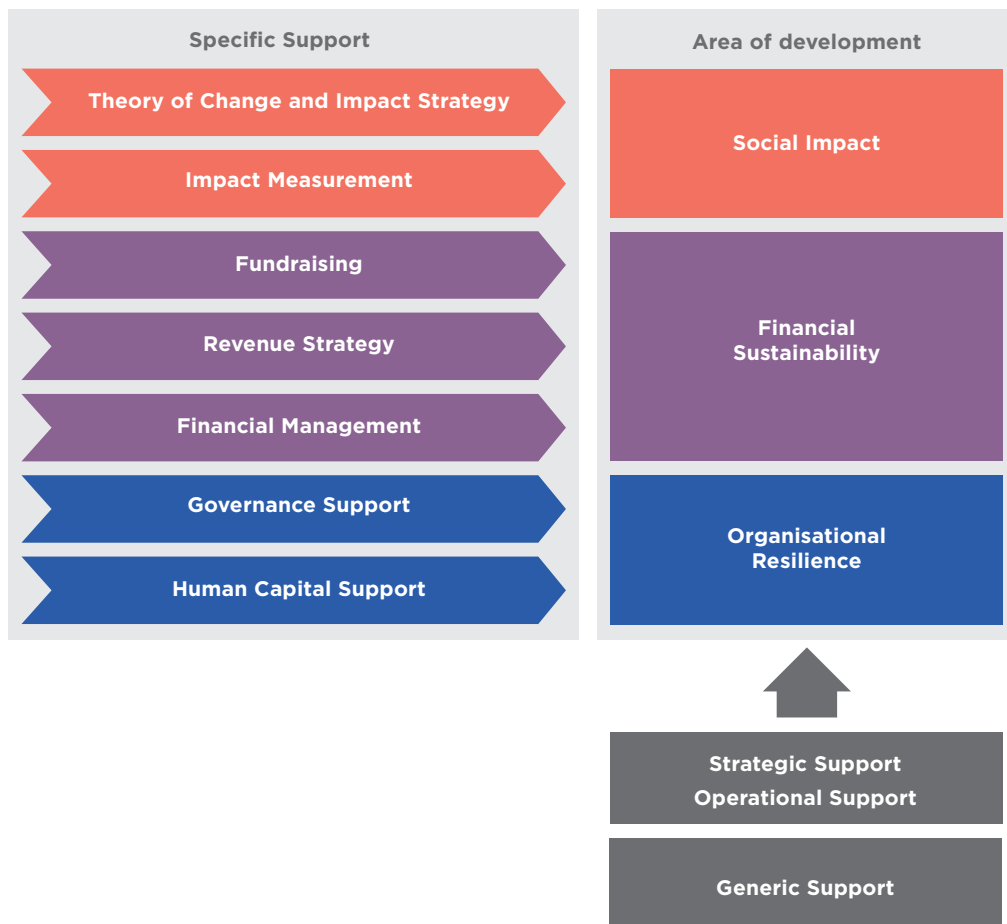 Specific Support
Theory of Change and Impact Strategy
Impact Measurement
Fundraising
Revenue Strategy
Financial Management
Governance Support
Human Capital Support
Area of development
Social Impact
Financial
Sustainability
Organisational
Resilience
Strategic Support
Operational Support
Generic Support